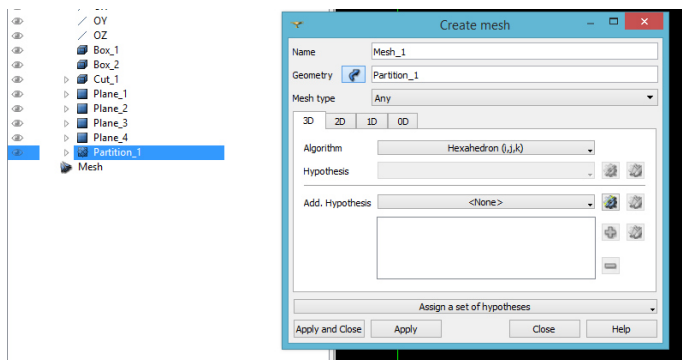 OY
OZ
Box_1
Box_2
Cut_1
Plane_1
Plane_2
Plane_3
Plane_4
Partition_1
Mesh
Create mesh
Name Mesh_1
Geometry Partition_1
Mesh type Any
3D 2D 1D 0D
Algorithm Hexahedron (i,j,k)
Hypothesis
Add. Hypothesis <None>
Assign a set of hypotheses
Apply and Close Apply Close Help